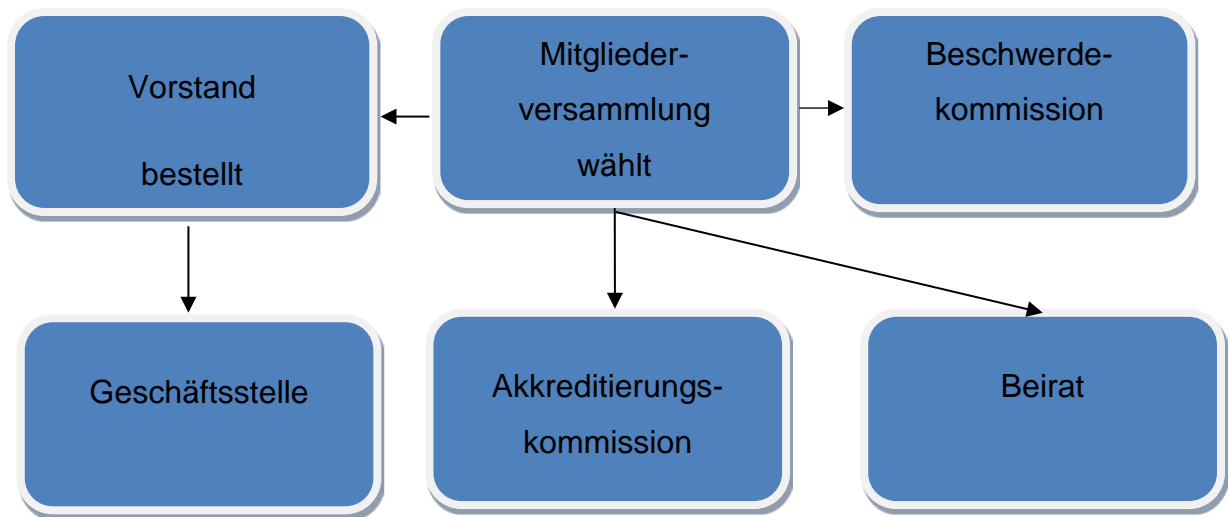 Vorstand
bestellt
Mitglieder-
versammlung
wählt
Beschwerde-
kommission
Geschäftsstelle
Akkreditierungs-
kommission
Beirat